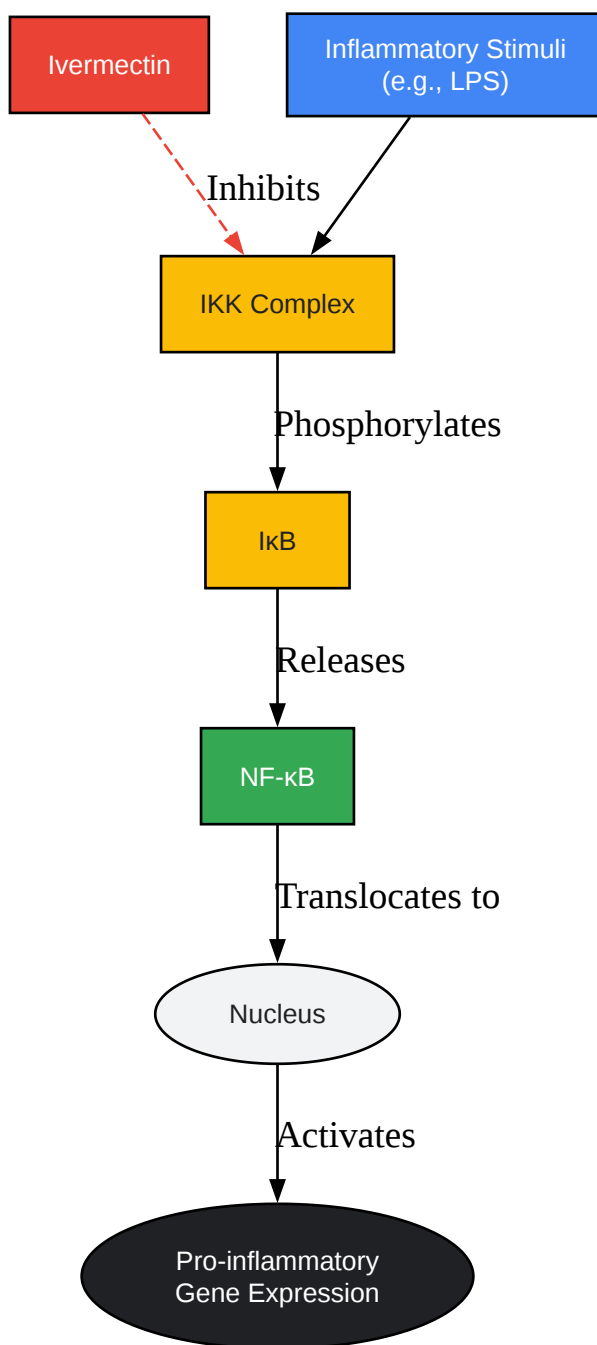 Ivermectin
Inflammatory Stimuli
(e.g., LPS)
Inhibits
IKK Complex
Phosphorylates
IκB
Releases
NF-κB
Translocates to
Nucleus
Activates
Pro-inflammatory
Gene Expression